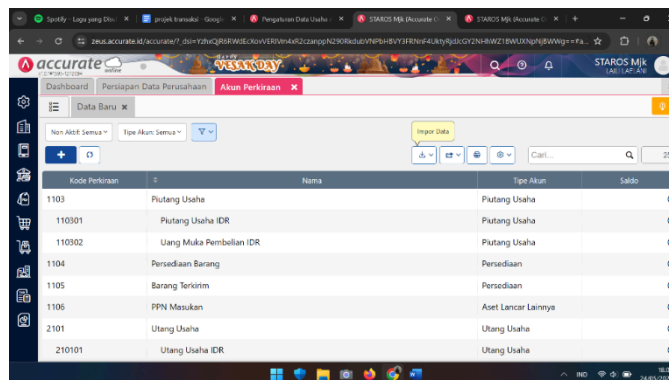 Spotify - Lagu yang Disu
projek transaksi - Google
Pengaturan Data Usaha
STAROS Mjk (Accurate O
STAROS Mjk (Accurate O
zeus.accurate.id/accurate/?_dsi=
accurate online
HAPPY
VESAK DAY
STAROS Mjk
Dashboard
Persiapan Data Perusahaan
Akun Perkiraan
Data Baru
Non Aktif: Semua
Tipe Akun: Semua
Impor Data
Cari...
Kode Perkiraan Nama Tipe Akun Saldo
1103 Piutang Usaha Piutang Usaha
110301 Piutang Usaha IDR Piutang Usaha
110302 Uang Muka Pembelian IDR Piutang Usaha
1104 Persediaan Barang Persediaan
1105 Barang Terkirim Persediaan
1106 PPN Masukan Aset Lancar Lainnya
2101 Utang Usaha Utang Usaha
210101 Utang Usaha IDR Utang Usaha
IND